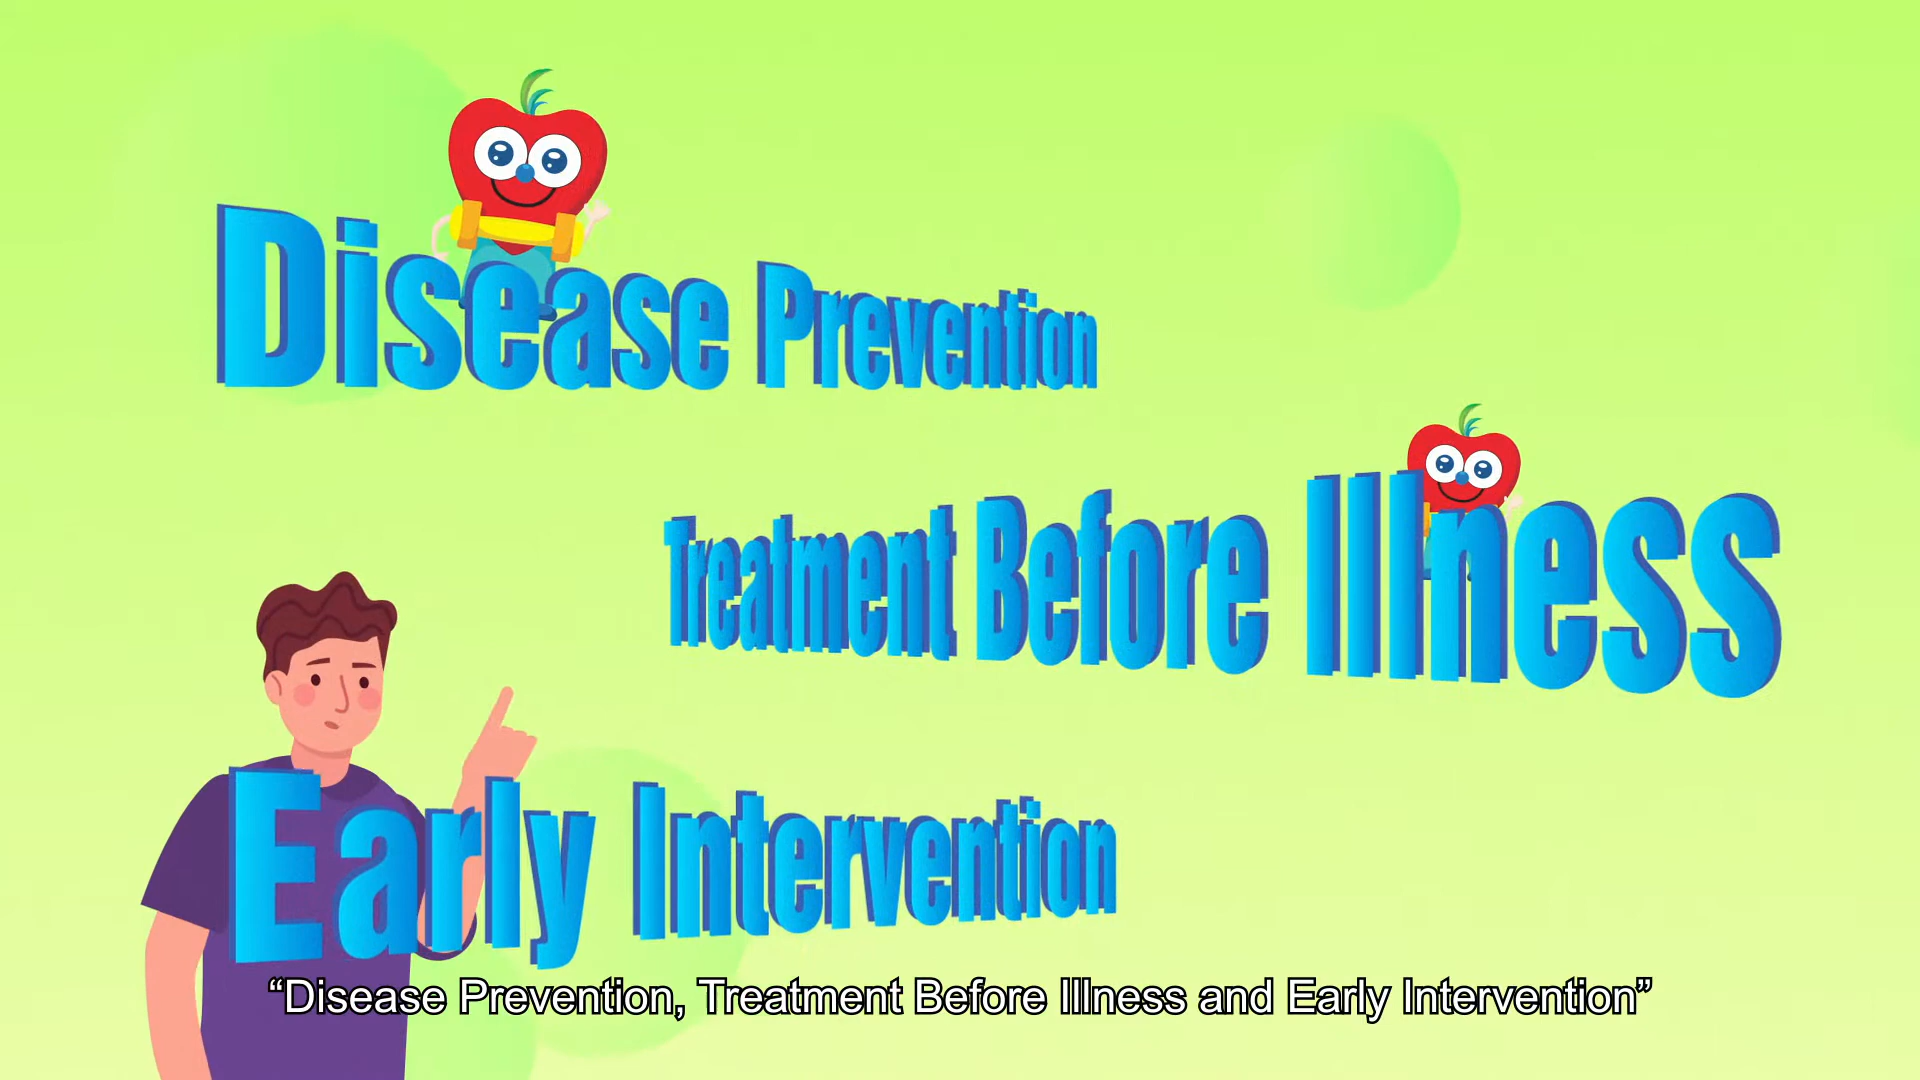 Disease Prevention
Treatment Before Illness
Early Intervention
“Disease Prevention, Treatment Before Illness and Early Intervention”